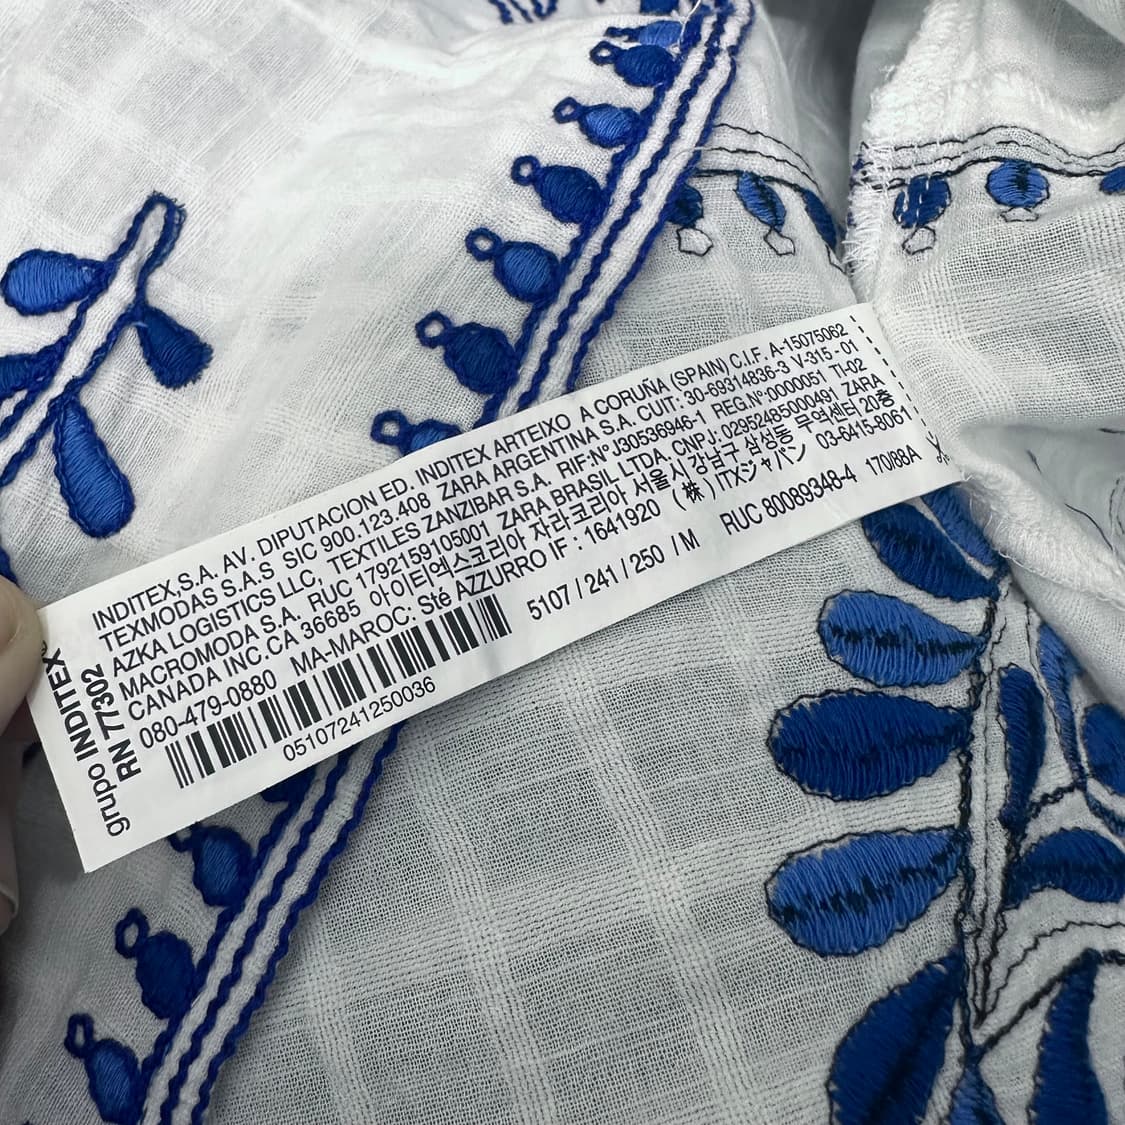 grupo INDITEX®
RN 77302
INDITEX,S.A. AV. DIPUTACION ED. INDITEX ARTEIXO A CORUÑA (SPAIN) C.I.F. A-15075062
TEXMODAS S.A.S SIC 900.123.408 ZARA ARGENTINA S.A. CUIT: 30-69314836-3 V-315-01
AZKA LOGISTICS LLC, TEXTILES ZANZIBAR S.A. RIF:Nº J30536946-1 REG.Nº:0000051 TI-02
MACROMODA S.A. RUC 1792159105001 ZARA BRASIL LTDA. CNPJ: 02952485000491 ZARA
CANADA INC.CA 36685 아이티엑스코리아 자라코리아 서울시 강남구 삼성동 무역센터 20층
080-479-0880 MA-MAROC: Sté AZZURRO IF : 1641920 (株) ITXジャパン 03-6415-8061
5107 / 241 / 250 / M RUC 80089348-4 170/88A
05107241250036